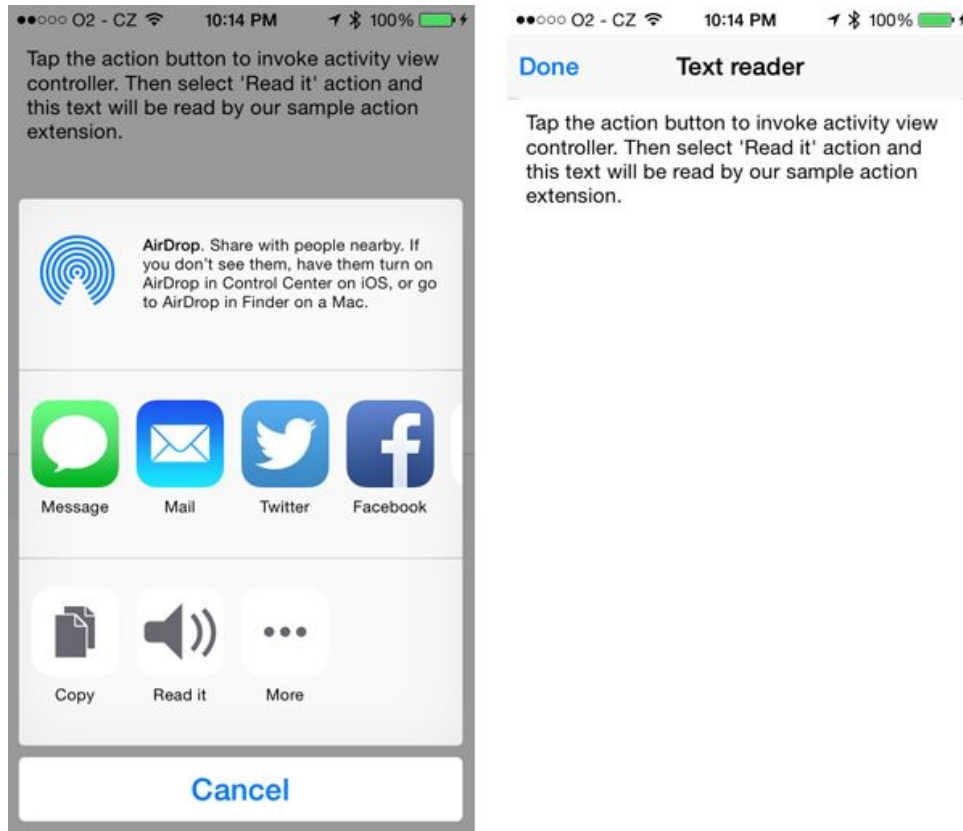 ●●○○○ O2 - CZ 10:14 PM 100%
Tap the action button to invoke activity view
controller. Then select 'Read it' action and
this text will be read by our sample action
extension.
AirDrop. Share with people nearby. If
you don't see them, have them turn on
AirDrop in Control Center on iOS, or go
to AirDrop in Finder on a Mac.
Message Mail Twitter Facebook
Copy Read it More
Cancel
●●○○○ O2 - CZ 10:14 PM 100%
Done Text reader
Tap the action button to invoke activity view
controller. Then select 'Read it' action and
this text will be read by our sample action
extension.